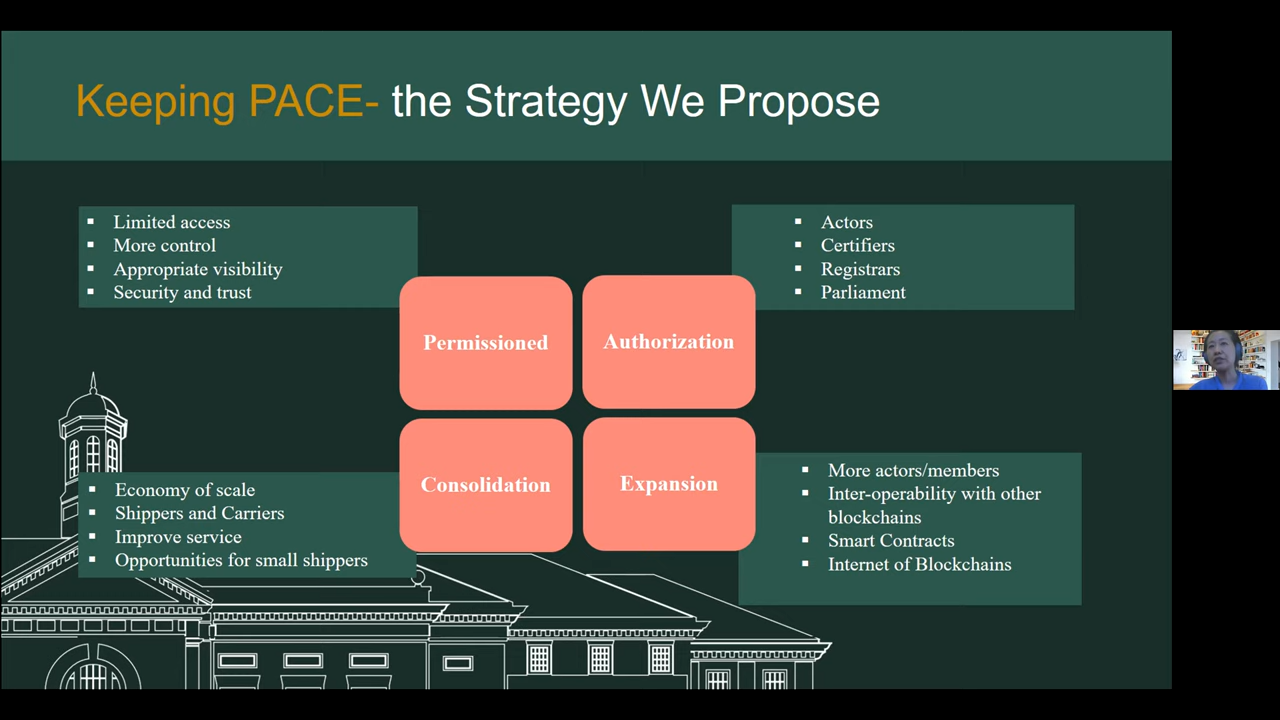 Keeping PACE- the Strategy We Propose
Limited access
More control
Appropriate visibility
Security and trust
Actors
Certifiers
Registrars
Parliament
Permissioned
Authorization
Consolidation
Expansion
Economy of scale
Shippers and Carriers
Improve service
Opportunities for small shippers
More actors/members
Inter-operability with other
blockchains
Smart Contracts
Internet of Blockchains